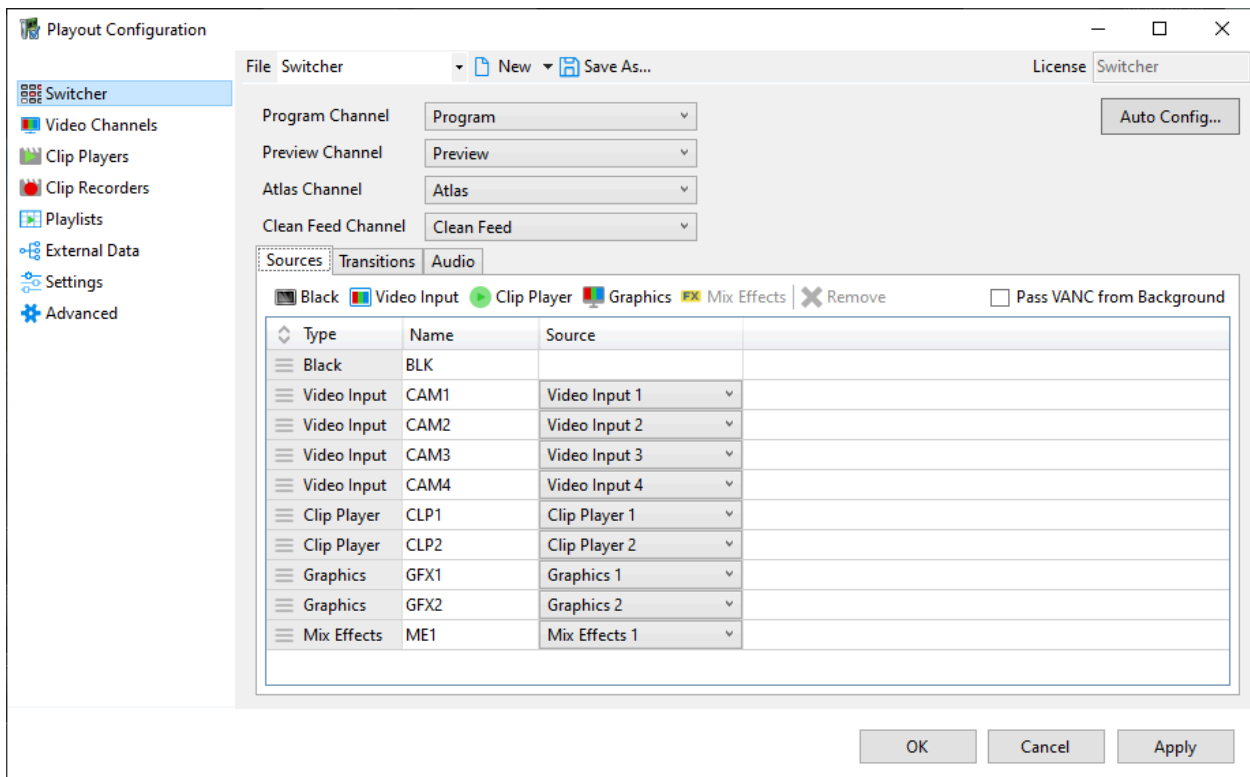 Playout Configuration
File Switcher New Save As... License Switcher
Switcher
Video Channels
Clip Players
Clip Recorders
Playlists
External Data
Settings
Advanced
Program Channel Program Auto Config...
Preview Channel Preview
Atlas Channel Atlas
Clean Feed Channel Clean Feed
Sources Transitions Audio
Black Video Input Clip Player Graphics FX Mix Effects Remove Pass VANC from Background
Type Name Source
Black BLK
Video Input CAM1 Video Input 1
Video Input CAM2 Video Input 2
Video Input CAM3 Video Input 3
Video Input CAM4 Video Input 4
Clip Player CLP1 Clip Player 1
Clip Player CLP2 Clip Player 2
Graphics GFX1 Graphics 1
Graphics GFX2 Graphics 2
Mix Effects ME1 Mix Effects 1
OK Cancel Apply